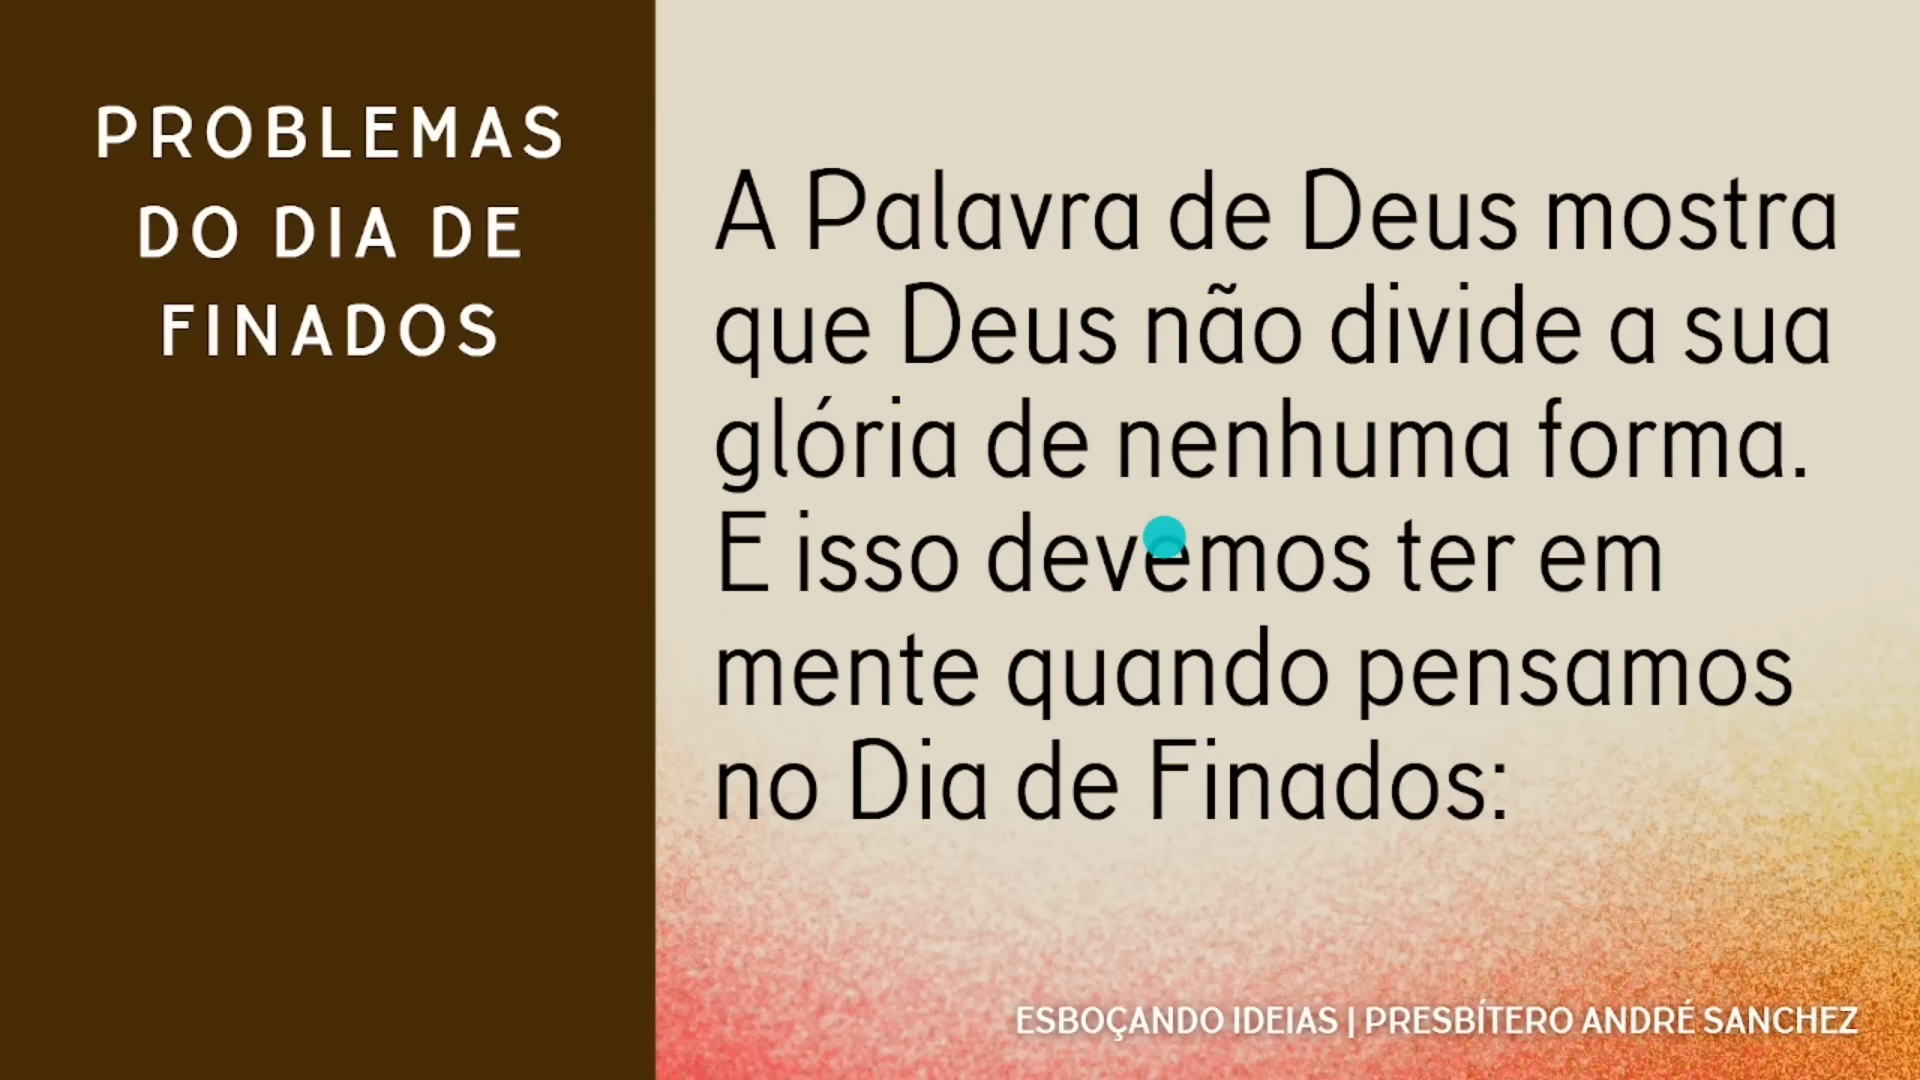 PROBLEMAS
DO DIA DE
FINADOS
A Palavra de Deus mostra
que Deus não divide a sua
glória de nenhuma forma.
E isso devemos ter em
mente quando pensamos
no Dia de Finados:
ESBOÇANDO IDEIAS | PRESBÍTERO ANDRÉ SANCHEZ